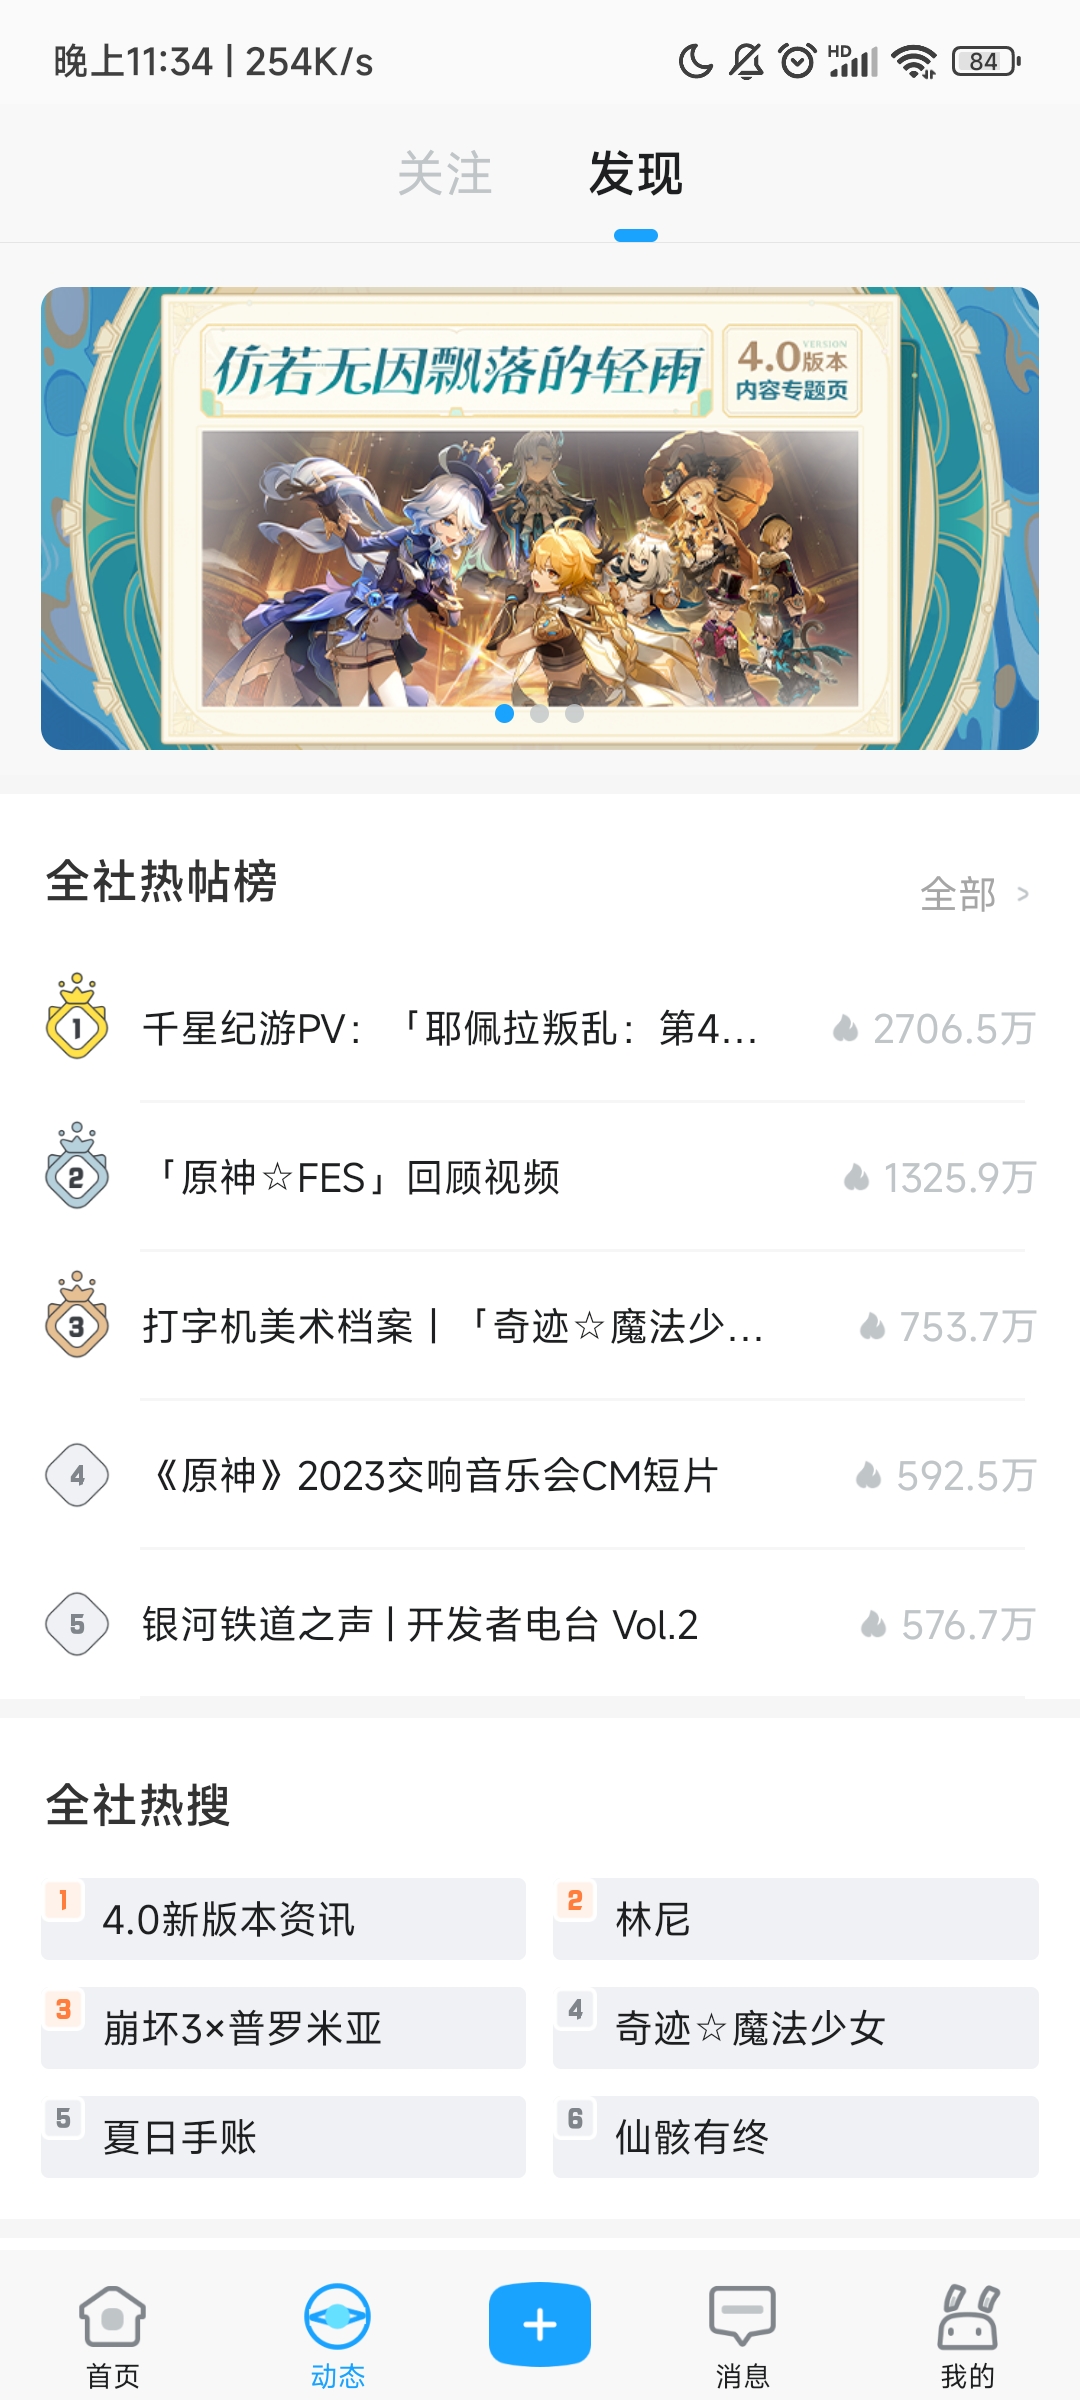 晚上11:34 | 254K/s
HD
84
关注
发现
仿若无因飘落的轻雨
VERSION
4.0版本
内容专题页
全社热帖榜
全部 >
1
千星纪游PV：「耶佩拉叛乱：第4...
2706.5万
2
「原神☆FES」回顾视频
1325.9万
3
打字机美术档案丨「奇迹☆魔法少...
753.7万
4
《原神》2023交响音乐会CM短片
592.5万
5
银河铁道之声 | 开发者电台 Vol.2
576.7万
全社热搜
1
4.0新版本资讯
2
林尼
3
崩坏3×普罗米亚
4
奇迹☆魔法少女
5
夏日手账
6
仙骸有终
首页
动态
消息
我的